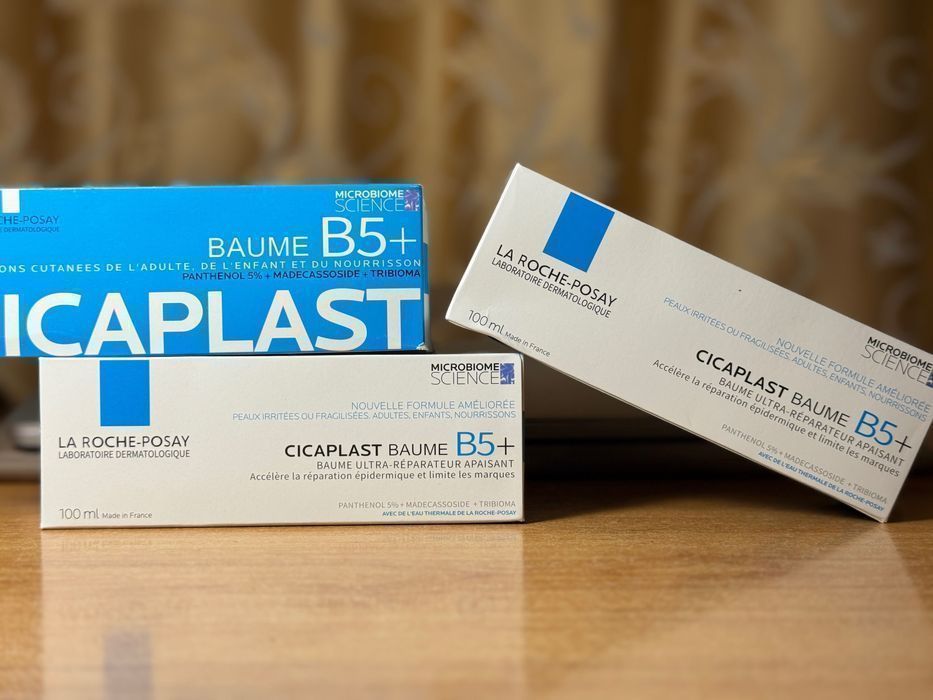 CHE-POSAY
E DERMATOLOGIQUE
MICROBIOME
SCIENCE
BAUME B5+
ONS CUTANEES DE L'ADULTE, DE L'ENFANT ET DU NOURRISSON
PANTHENOL 5% + MADECASSOSIDE + TRIBIOMA
ICAPLAST
MICROBIOME
SCIENCE
NOUVELLE FORMULE AMÉLIORÉE
PEAUX IRRITÉES OU FRAGILISÉES, ADULTES, ENFANTS, NOURRISSONS
LA ROCHE-POSAY
LABORATOIRE DERMATOLOGIQUE
CICAPLAST BAUME B5+
BAUME ULTRA-RÉPARATEUR APAISANT
Accélère la réparation épidermique et limite les marques
PANTHENOL 5% + MADECASSOSIDE + TRIBIOMA
AVEC DE L'EAU THERMALE DE LA ROCHE-POSAY
100 ml Made in France
LA ROCHE-POSAY
LABORATOIRE DERMATOLOGIQUE
100 ml Made in France
MICROBIOME
SCIENCE
NOUVELLE FORMULE AMÉLIORÉE
PEAUX IRRITÉES OU FRAGILISÉES, ADULTES, ENFANTS, NOURRISSONS
CICAPLAST BAUME B5+
BAUME ULTRA-RÉPARATEUR APAISANT
Accélère la réparation épidermique et limite les marques
PANTHENOL 5% + MADECASSOSIDE + TRIBIOMA
AVEC DE L'EAU THERMALE DE LA ROCHE-POSAY